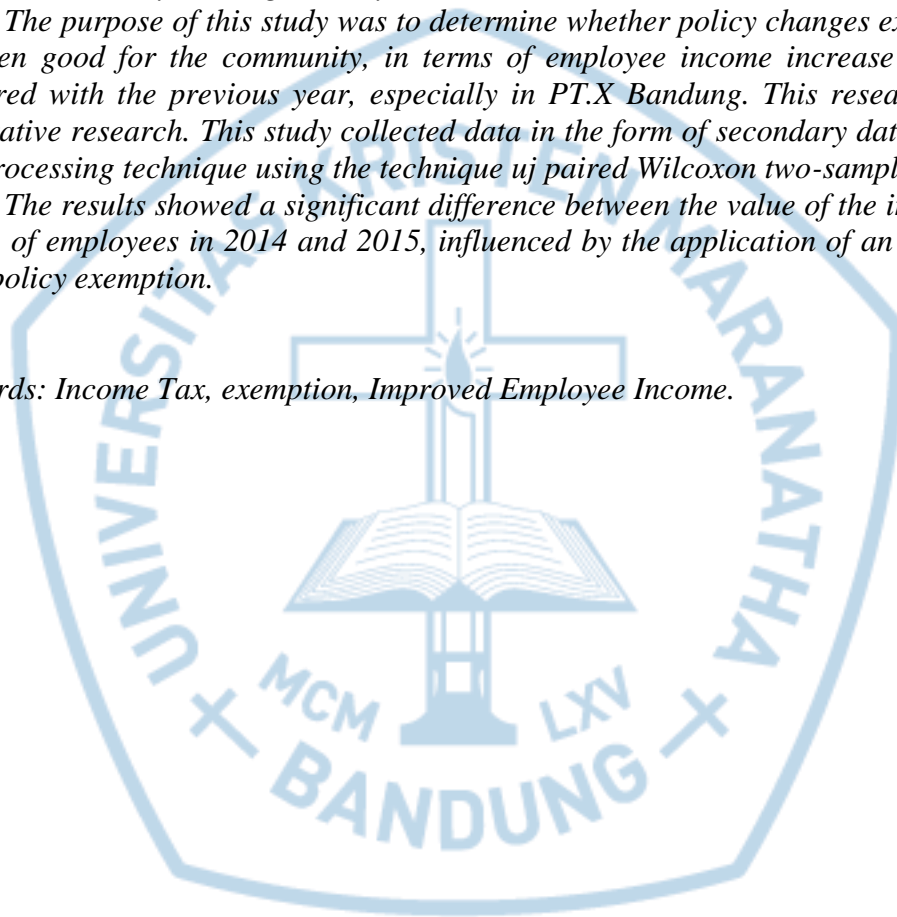 The purpose of this study was to determine whether policy changes ex
en good for the community, in terms of employee income increase
red with the previous year, especially in PT.X Bandung. This resea
ative research. This study collected data in the form of secondary dat
rocessing technique using the technique uj paired Wilcoxon two-sampl
The results showed a significant difference between the value of the i
of employees in 2014 and 2015, influenced by the application of an
policy exemption.
rds: Income Tax, exemption, Improved Employee Income.
UNIVERSITAS KRISTEN MARANATHA
MCM LXV
BANDUNG